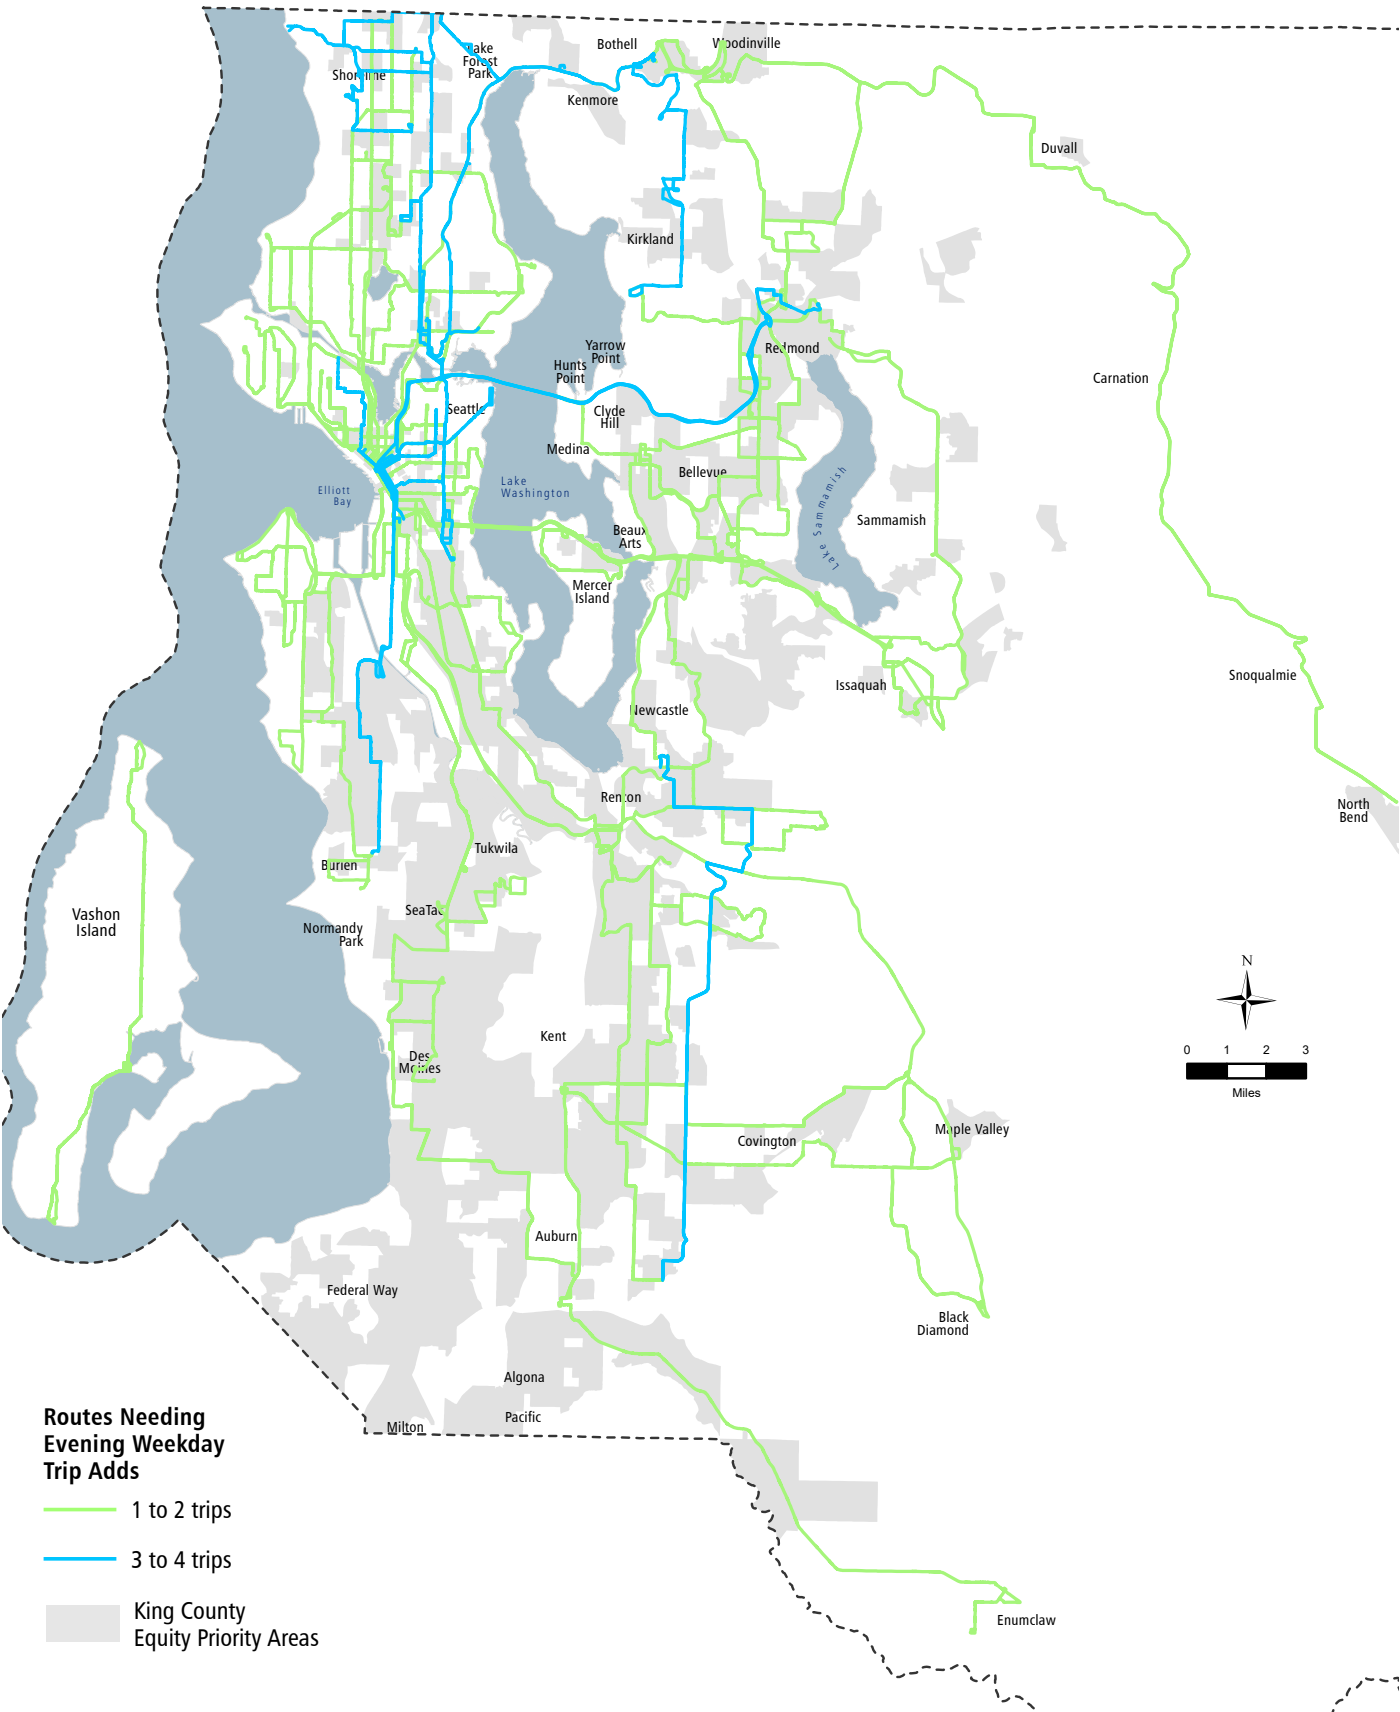 Bothell
Woodinville
Lake
Forest
Park
Shoreline
Kenmore
Duvall
Kirkland
Yarrow
Point
Hunts
Point
Redmond
Carnation
Seattle
Clyde
Hill
Medina
Bellevue
Elliott
Bay
Lake
Washington
Lake Sammamish
Sammamish
Beaux
Arts
Mercer
Island
Issaquah
Snoqualmie
Newcastle
Renton
North
Bend
Tukwila
Burien
SeaTac
Vashon
Island
Normandy
Park
N
Kent
Des
Moines
0 1 2 3
Miles
Covington
Maple Valley
Auburn
Federal Way
Black
Diamond
Algona
Pacific
Milton
Routes Needing
Evening Weekday
Trip Adds
1 to 2 trips
3 to 4 trips
King County
Equity Priority Areas
Enumclaw